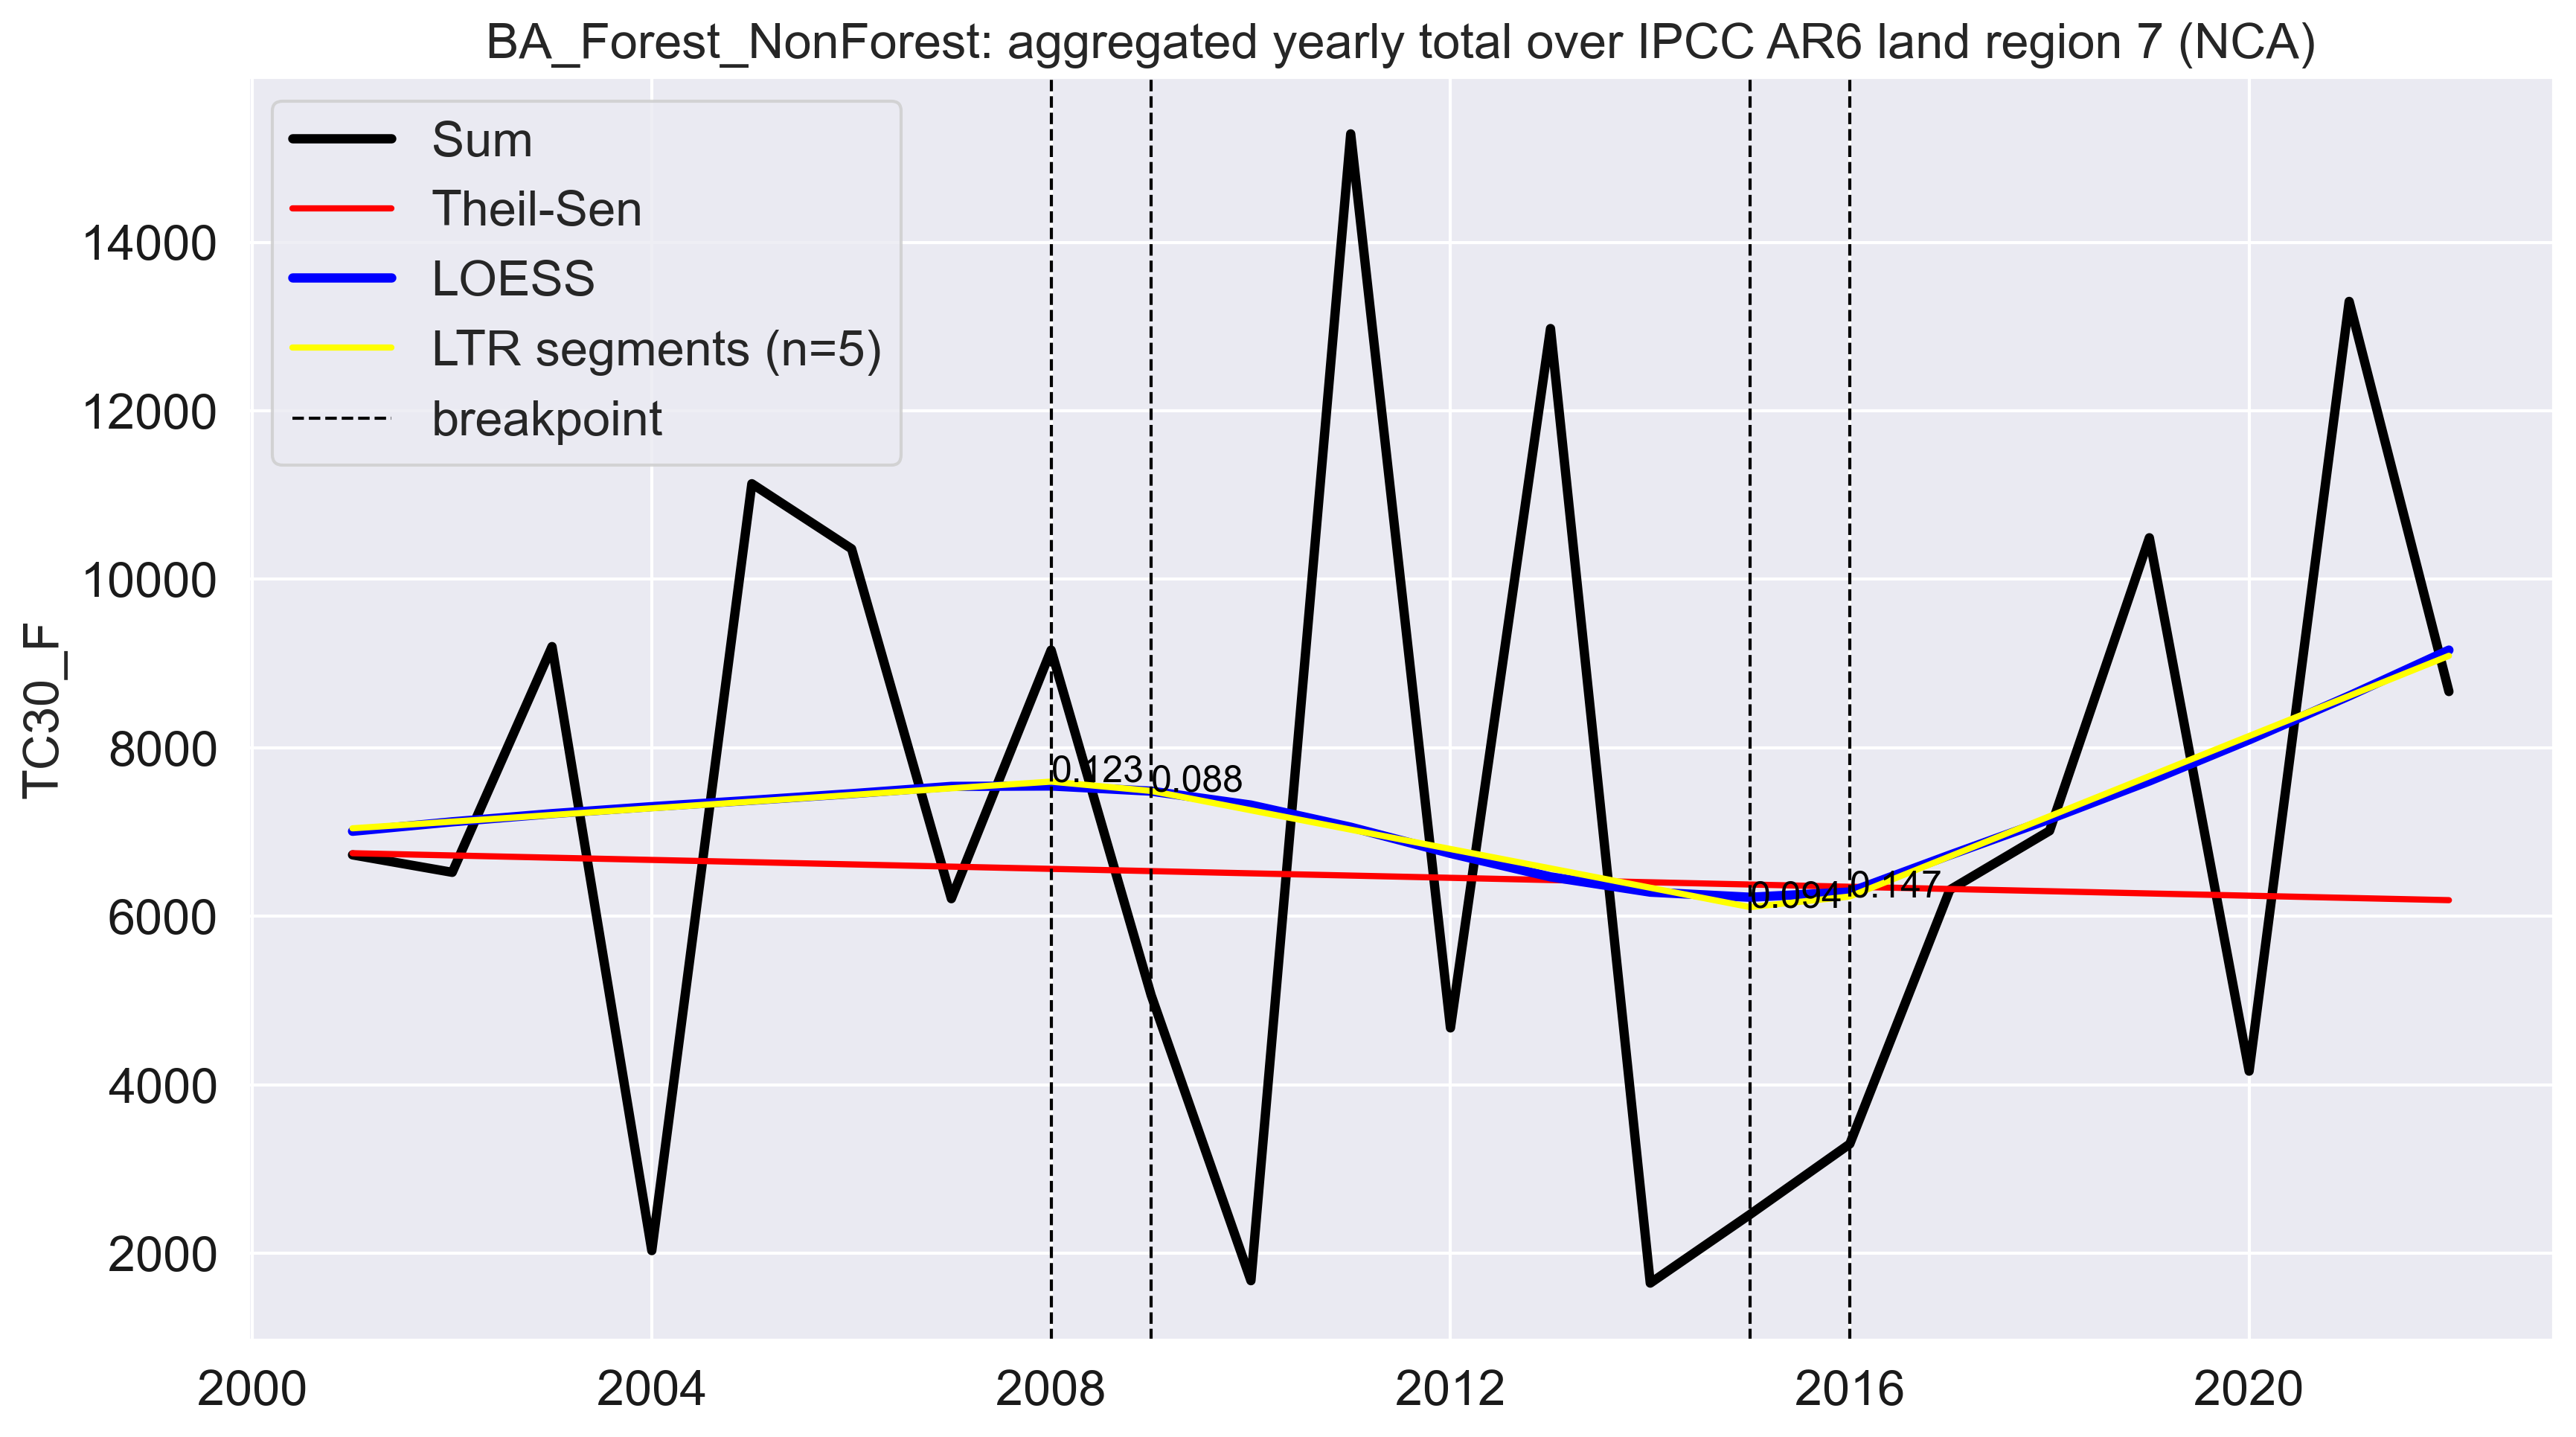 BA_Forest_NonForest: aggregated yearly total over IPCC AR6 land region 7 (NCA)
Sum
Theil-Sen
LOESS
LTR segments (n=5)
breakpoint
TC30_F
14000
12000
10000
8000
6000
4000
2000
0.123
0.088
0.094
0.147
2000
2004
2008
2012
2016
2020